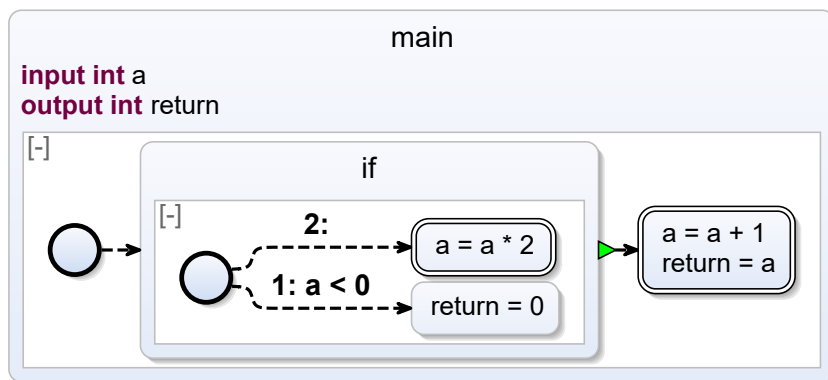 main
input int a
output int return
[-]
if
[-]
2:
a = a * 2
1: a < 0
return = 0
a = a + 1
return = a